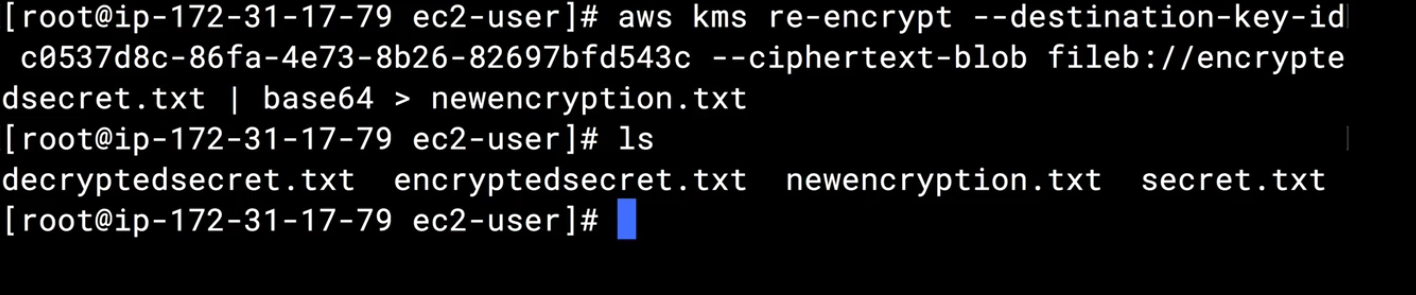 [root@ip-172-31-17-79 ec2-user]# aws kms re-encrypt --destination-key-id
c0537d8c-86fa-4e73-8b26-82697bfd543c --ciphertext-blob fileb://encrypte
dsecret.txt | base64 > newencryption.txt
[root@ip-172-31-17-79 ec2-user]# ls
decryptedsecret.txt  encryptedsecret.txt  newencryption.txt  secret.txt
[root@ip-172-31-17-79 ec2-user]#